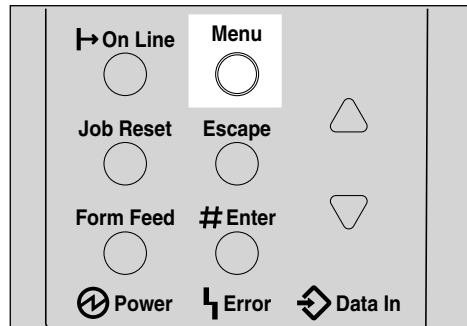 On Line Menu
Job Reset Escape
Form Feed # Enter
Power Error Data In